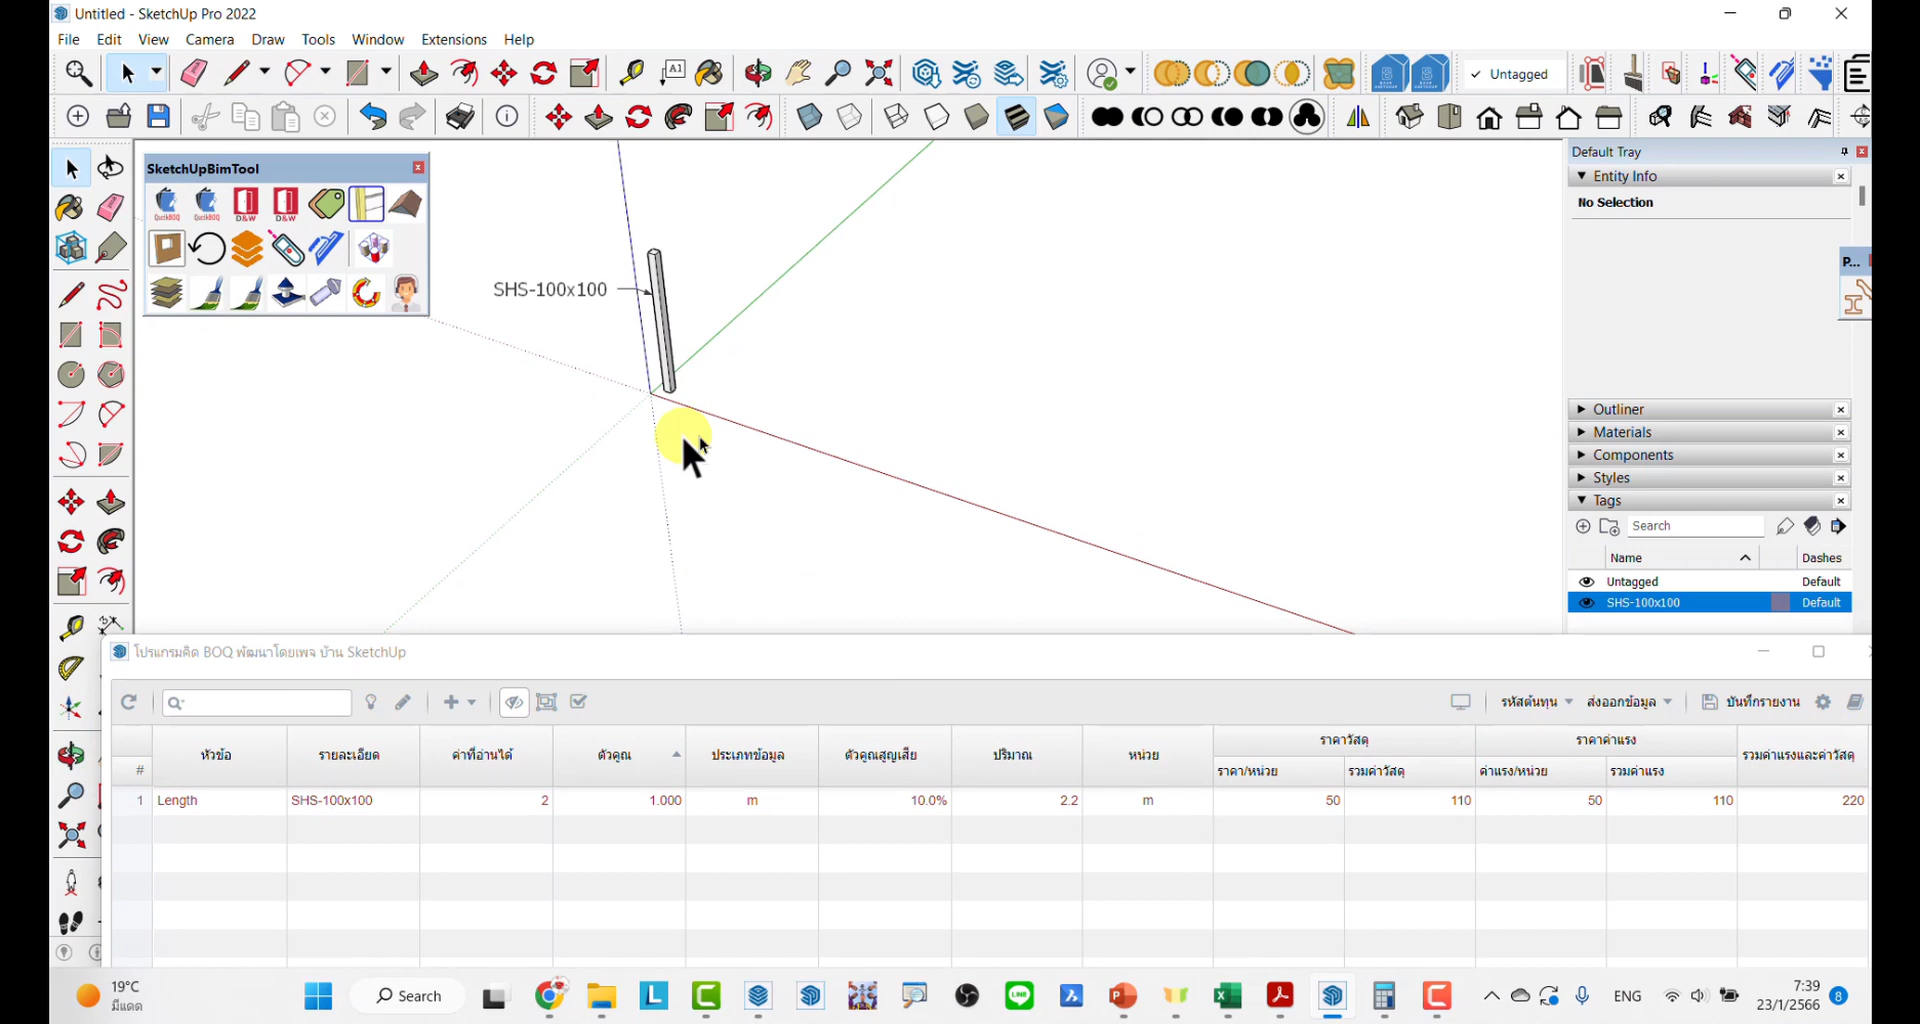 Untitled - SketchUp Pro 2022
File Edit View Camera Draw Tools Window Extensions Help
A1
Untagged
SketchUpBimTool
QucikBOQ QucikBOQ D&W D&W
SHS-100x100
Default Tray
Entity Info
No Selection
P...
Outliner
Materials
Components
Styles
Tags
Search
Name Dashes
Untagged Default
SHS-100x100 Default
โปรแกรมคิด BOQ พัฒนาโดยเพจ บ้าน SketchUp
รหัสต้นทุน ส่งออกข้อมูล บันทึกรายงาน
# หัวข้อ รายละเอียด ค่าที่อ่านได้ ตัวคูณ ประเภทข้อมูล ตัวคูณสูญเสีย ปริมาณ หน่วย ราคาวัสดุ ราคาค่าแรง รวมค่าแรงและค่าวัสดุ
ราคา/หน่วย รวมค่าวัสดุ ค่าแรง/หน่วย รวมค่าแรง
1 Length SHS-100x100 2 1.000 m 10.0% 2.2 m 50 110 50 110 220
19°C
มีแดด
Search
LINE
ENG
7:39
23/1/2566
8